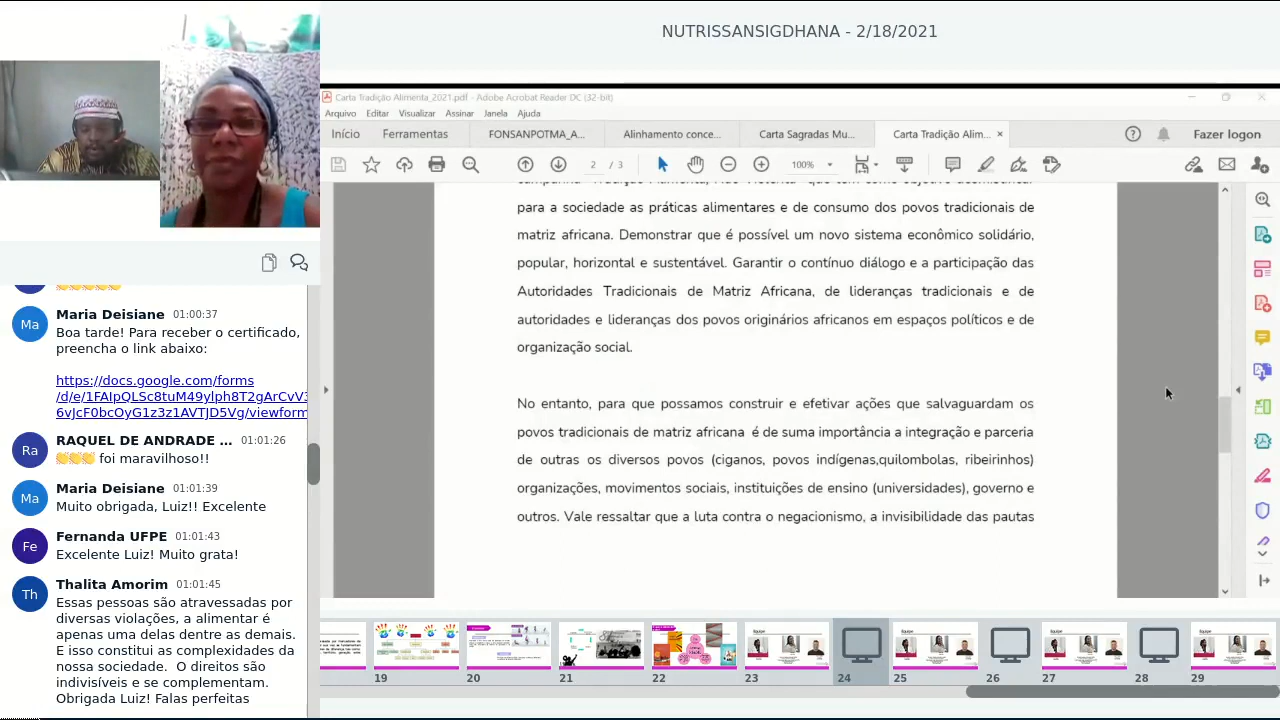 NUTRISSANSIGDHANA - 2/18/2021
Carta Tradição Alimenta_2021.pdf - Adobe Acrobat Reader DC (32-bit)
Arquivo Editar Visualizar Assinar Janela Ajuda
Início Ferramentas FONSANPOTMA_A... Alinhamento conce... Carta Sagradas Mu... Carta Tradição Alim... × Fazer logon
2 / 3 100%
para a sociedade as práticas alimentares e de consumo dos povos tradicionais de
matriz africana. Demonstrar que é possível um novo sistema econômico solidário,
popular, horizontal e sustentável. Garantir o contínuo diálogo e a participação das
Autoridades Tradicionais de Matriz Africana, de lideranças tradicionais e de
autoridades e lideranças dos povos originários africanos em espaços políticos e de
organização social.
No entanto, para que possamos construir e efetivar ações que salvaguardam os
povos tradicionais de matriz africana é de suma importância a integração e parceria
de outras os diversos povos (ciganos, povos indígenas,quilombolas, ribeirinhos)
organizações, movimentos sociais, instituições de ensino (universidades), governo e
outros. Vale ressaltar que a luta contra o negacionismo, a invisibilidade das pautas
Ma Maria Deisiane 01:00:37
Boa tarde! Para receber o certificado,
preencha o link abaixo:
https://docs.google.com/forms
/d/e/1FAIpQLSc8tuM49ylph8T2gArCvV3
6vJcF0bcOyG1z3z1AVTJD5Vg/viewform
Ra RAQUEL DE ANDRADE ... 01:01:26
👏👏👏 foi maravilhoso!!
Ma Maria Deisiane 01:01:39
Muito obrigada, Luiz!! Excelente
Fe Fernanda UFPE 01:01:43
Excelente Luiz! Muito grata!
Th Thalita Amorim 01:01:45
Essas pessoas são atravessadas por
diversas violações, a alimentar é
apenas uma delas dentre as demais.
E isso constitui as complexidades da
nossa sociedade. O direitos são
indivisíveis e se complementam.
Obrigada Luiz! Falas perfeitas
19 20 21 22 23 24 25 26 27 28 29